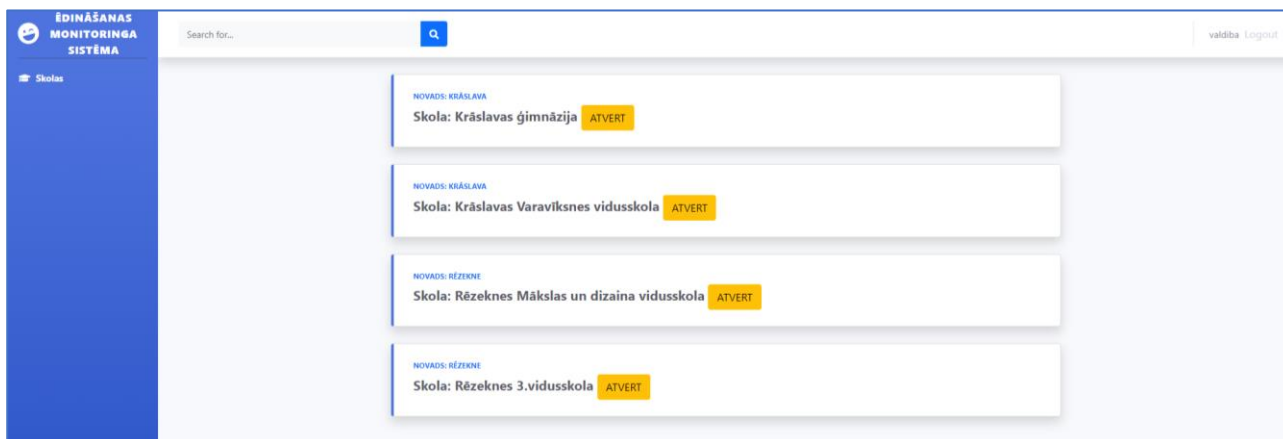 ĒDINĀŠANAS
MONITORINGA
SISTĒMA
Search for...
valdiba Logout
Skolas
NOVADS: KRĀSLAVA
Skola: Krāslavas ģimnāzija ATVERT
NOVADS: KRĀSLAVA
Skola: Krāslavas Varavīksnes vidusskola ATVERT
NOVADS: RĒZEKNE
Skola: Rēzeknes Mākslas un dizaina vidusskola ATVERT
NOVADS: RĒZEKNE
Skola: Rēzeknes 3.vidusskola ATVERT